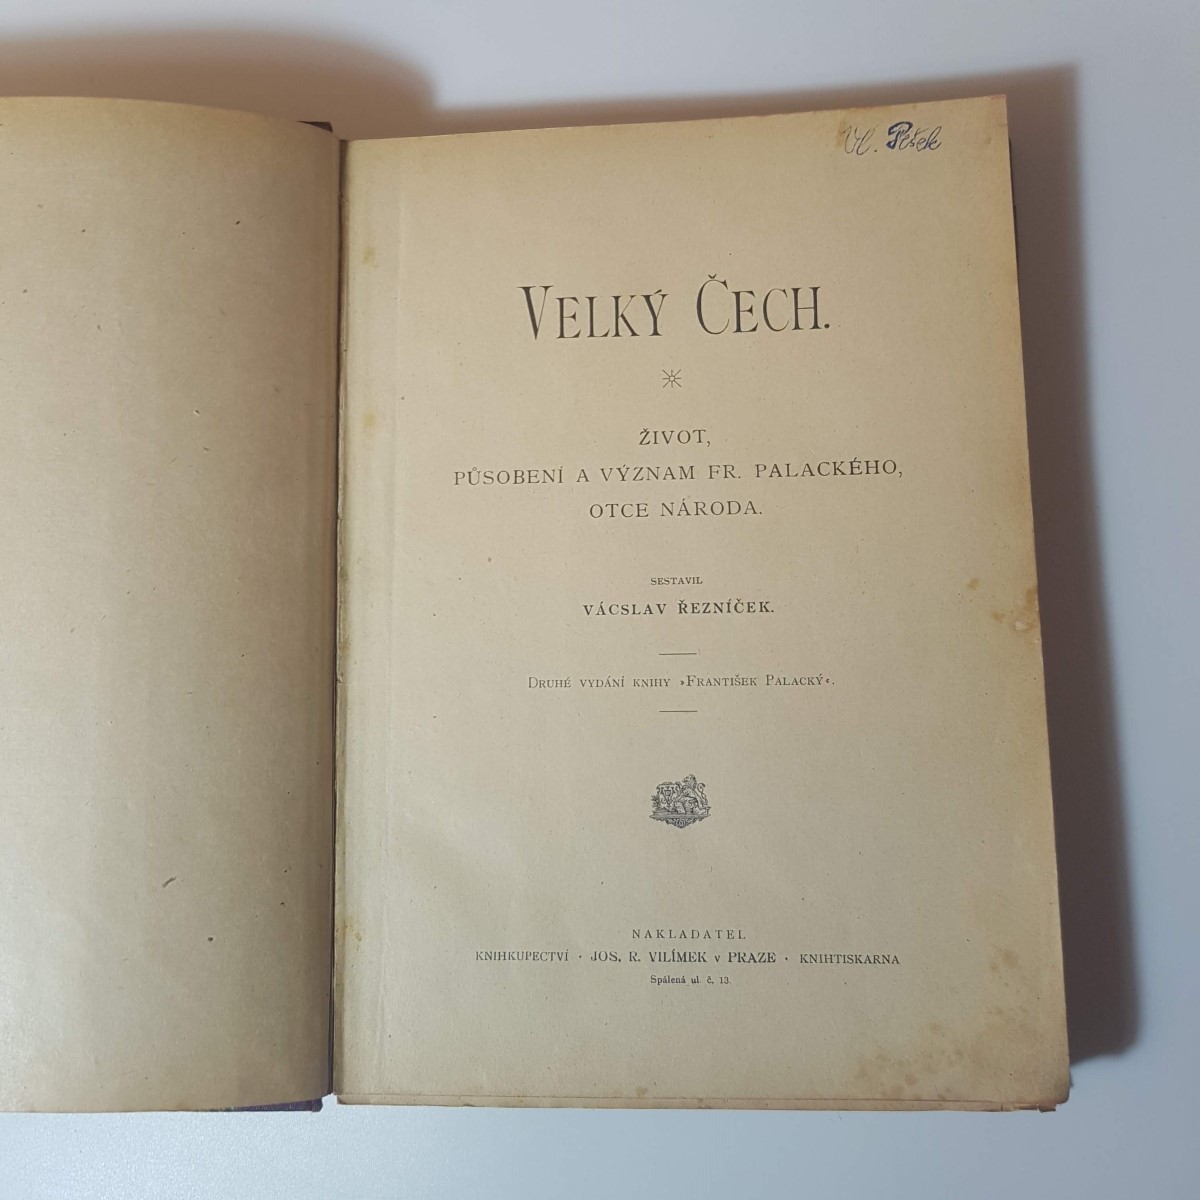 Vl. Pešek
VELKÝ ČECH.
ŽIVOT,
PŮSOBENÍ A VÝZNAM FR. PALACKÉHO,
OTCE NÁRODA.
SESTAVIL
VÁCSLAV ŘEZNÍČEK.
DRUHÉ VYDÁNÍ KNIHY »FRANTIŠEK PALACKÝ«.
NAKLADATEL
KNIHKUPECTVÍ · JOS. R. VILÍMEK v PRAZE · KNIHTISKARNA
Spálená ul. č. 13.